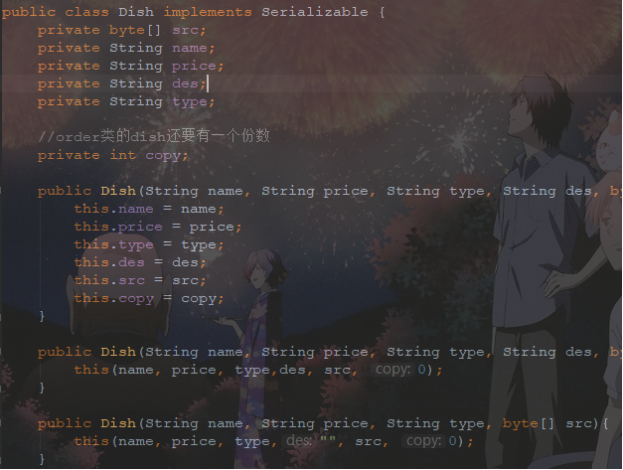 public class Dish implements Serializable {
private byte[] src;
private String name;
private String price;
private String des;
private String type;
//order类的dish还要有一个份数
private int copy;
public Dish(String name, String price, String type, String des, by
this.name = name;
this.price = price;
this.type = type;
this.des = des;
this.src = src;
this.copy = copy;
}
public Dish(String name, String price, String type, String des, by
this(name, price, type,des, src, copy: 0);
}
public Dish(String name, String price, String type, byte[] src){
this(name, price, type, des: "", src, copy: 0);
}